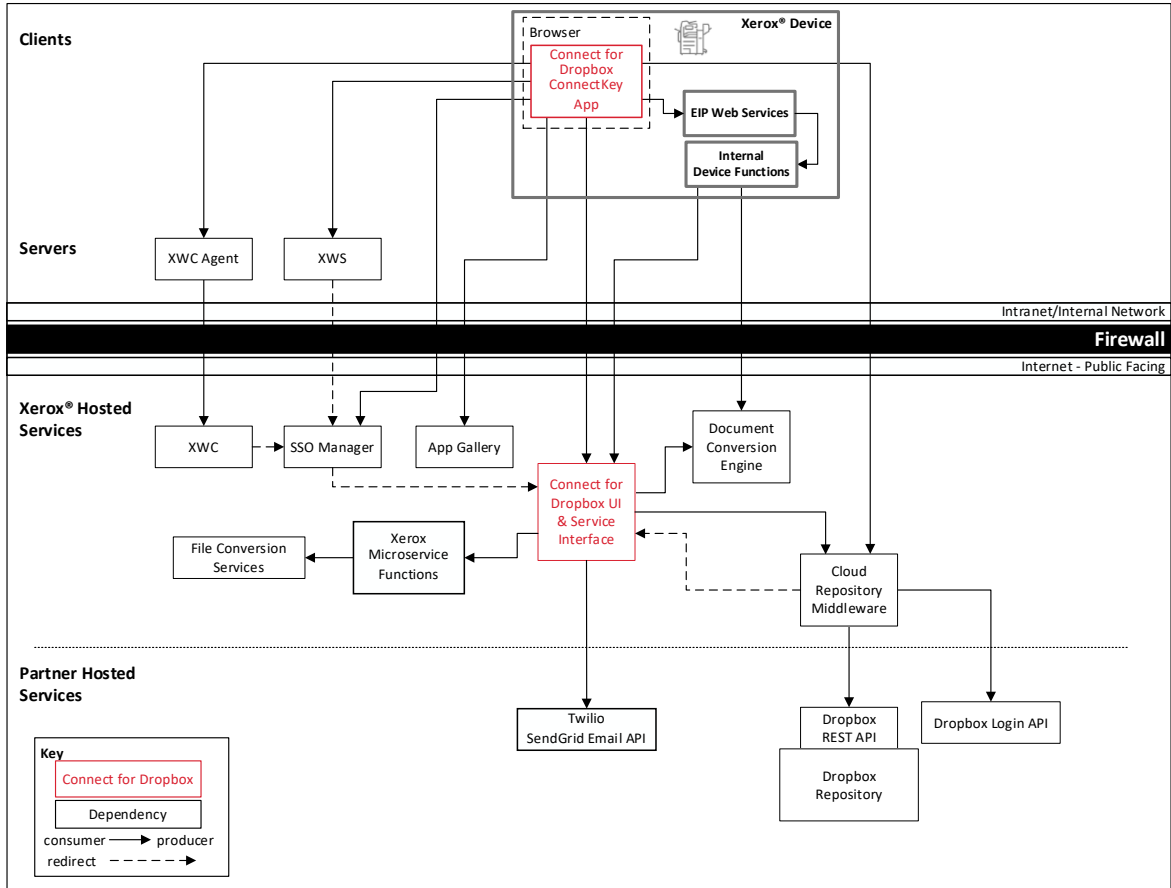 Clients
Xerox® Device
Browser
Connect for
Dropbox
ConnectKey
App
EIP Web Services
Internal
Device Functions
Servers
XWC Agent
XWS
Intranet/Internal Network
Firewall
Internet - Public Facing
Xerox® Hosted
Services
XWC
SSO Manager
App Gallery
Document
Conversion
Engine
Connect for
Dropbox UI
& Service
Interface
File Conversion
Services
Xerox
Microservice
Functions
Cloud
Repository
Middleware
Partner Hosted
Services
Twilio
SendGrid Email API
Dropbox
REST API
Dropbox Login API
Dropbox
Repository
Key
Connect for Dropbox
Dependency
consumer producer
redirect